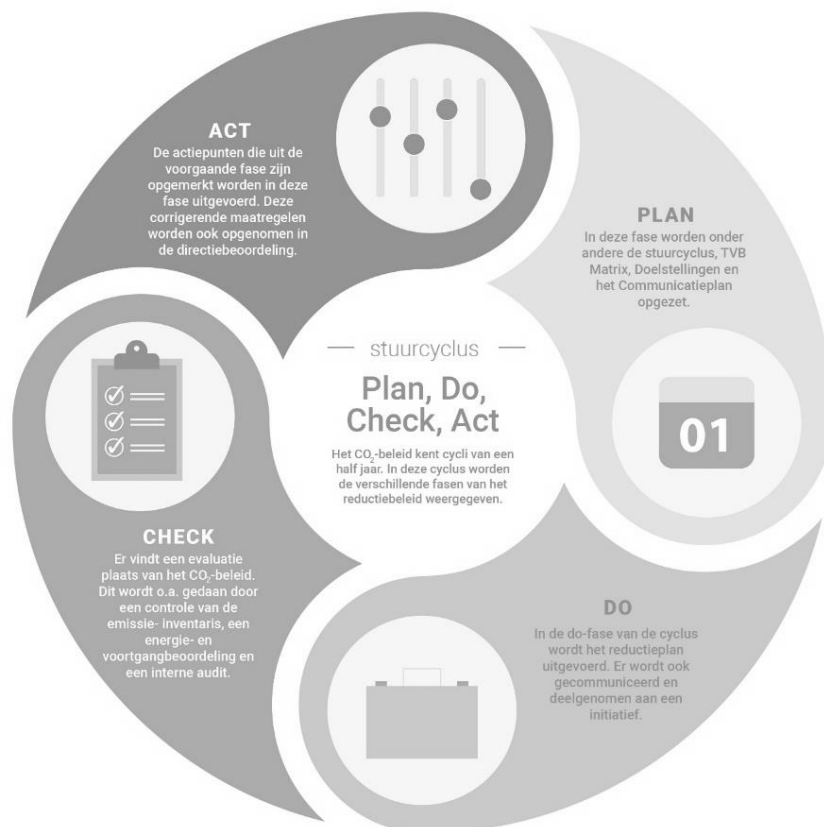 ACT
De actiepunten die uit de
voorgaande fase zijn
opgemerkt worden in deze
fase uitgevoerd. Deze
corrigerende maatregelen
worden ook opgenomen in
de directiebeoordeling.
PLAN
In deze fase worden onder
andere de stuurcyclus, TVB
Matrix, Doelstellingen en
het Communicatieplan
opgezet.
01
stuurcyclus
Plan, Do,
Check, Act
Het CO₂-beleid kent cycli van een
half jaar. In deze cyclus worden
de verschillende fasen van het
reductiebeleid weergegeven.
CHECK
Er vindt een evaluatie
plaats van het CO₂-beleid.
Dit wordt o.a. gedaan door
een controle van de
emissie- inventaris, een
energie- en
voortgangbeoordeling en
een interne audit.
DO
In de do-fase van de cyclus
wordt het reductieplan
uitgevoerd. Er wordt ook
gecommuniceerd en
deelgenomen aan een
initiatief.